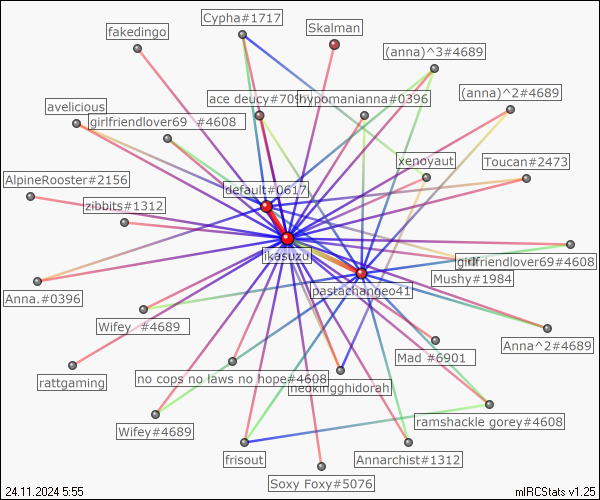 Cypha#1717
Skalman
fakedingo
(anna)^3#4689
ace deucy#709
hypomanianna#0396
(anna)^2#4689
avelicious
girlfriendlover69 #4608
xenoyaut
Toucan#2473
AlpineRooster#2156
default#0617
zibbits#1312
ikasuzu
girlfriendlover69#4608
Mushy#1984
Anna.#0396
pastachangeo41
Wifey #4689
Anna^2#4689
Mad #6901
rattgaming
no cops no laws no hope#4608
neokingghidorah
ramshackle gorey#4608
Wifey#4689
frisout
Annarchist#1312
Soxy Foxy#5076
24.11.2024 5:55
mIRCStats v1.25